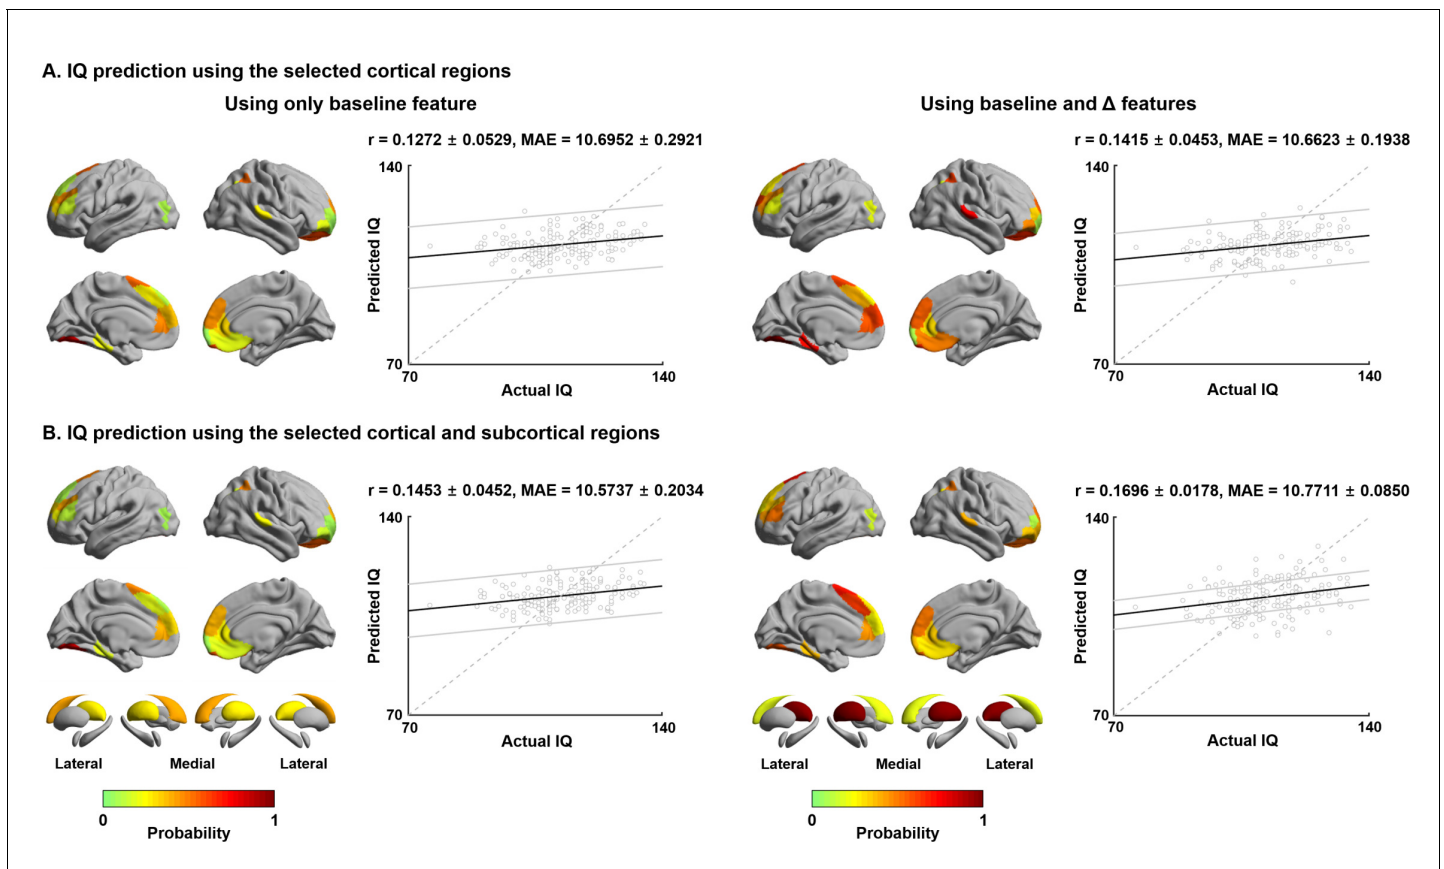 A. IQ prediction using the selected cortical regions
Using only baseline feature
r = 0.1272 ± 0.0529, MAE = 10.6952 ± 0.2921
140
Predicted IQ
70
70
140
Actual IQ
Using baseline and Δ features
r = 0.1415 ± 0.0453, MAE = 10.6623 ± 0.1938
140
Predicted IQ
70
70
140
Actual IQ
B. IQ prediction using the selected cortical and subcortical regions
r = 0.1453 ± 0.0452, MAE = 10.5737 ± 0.2034
140
Predicted IQ
70
70
140
Actual IQ
Lateral
Medial
Lateral
0
1
Probability
r = 0.1696 ± 0.0178, MAE = 10.7711 ± 0.0850
140
Predicted IQ
70
70
140
Actual IQ
Lateral
Medial
Lateral
0
1
Probability